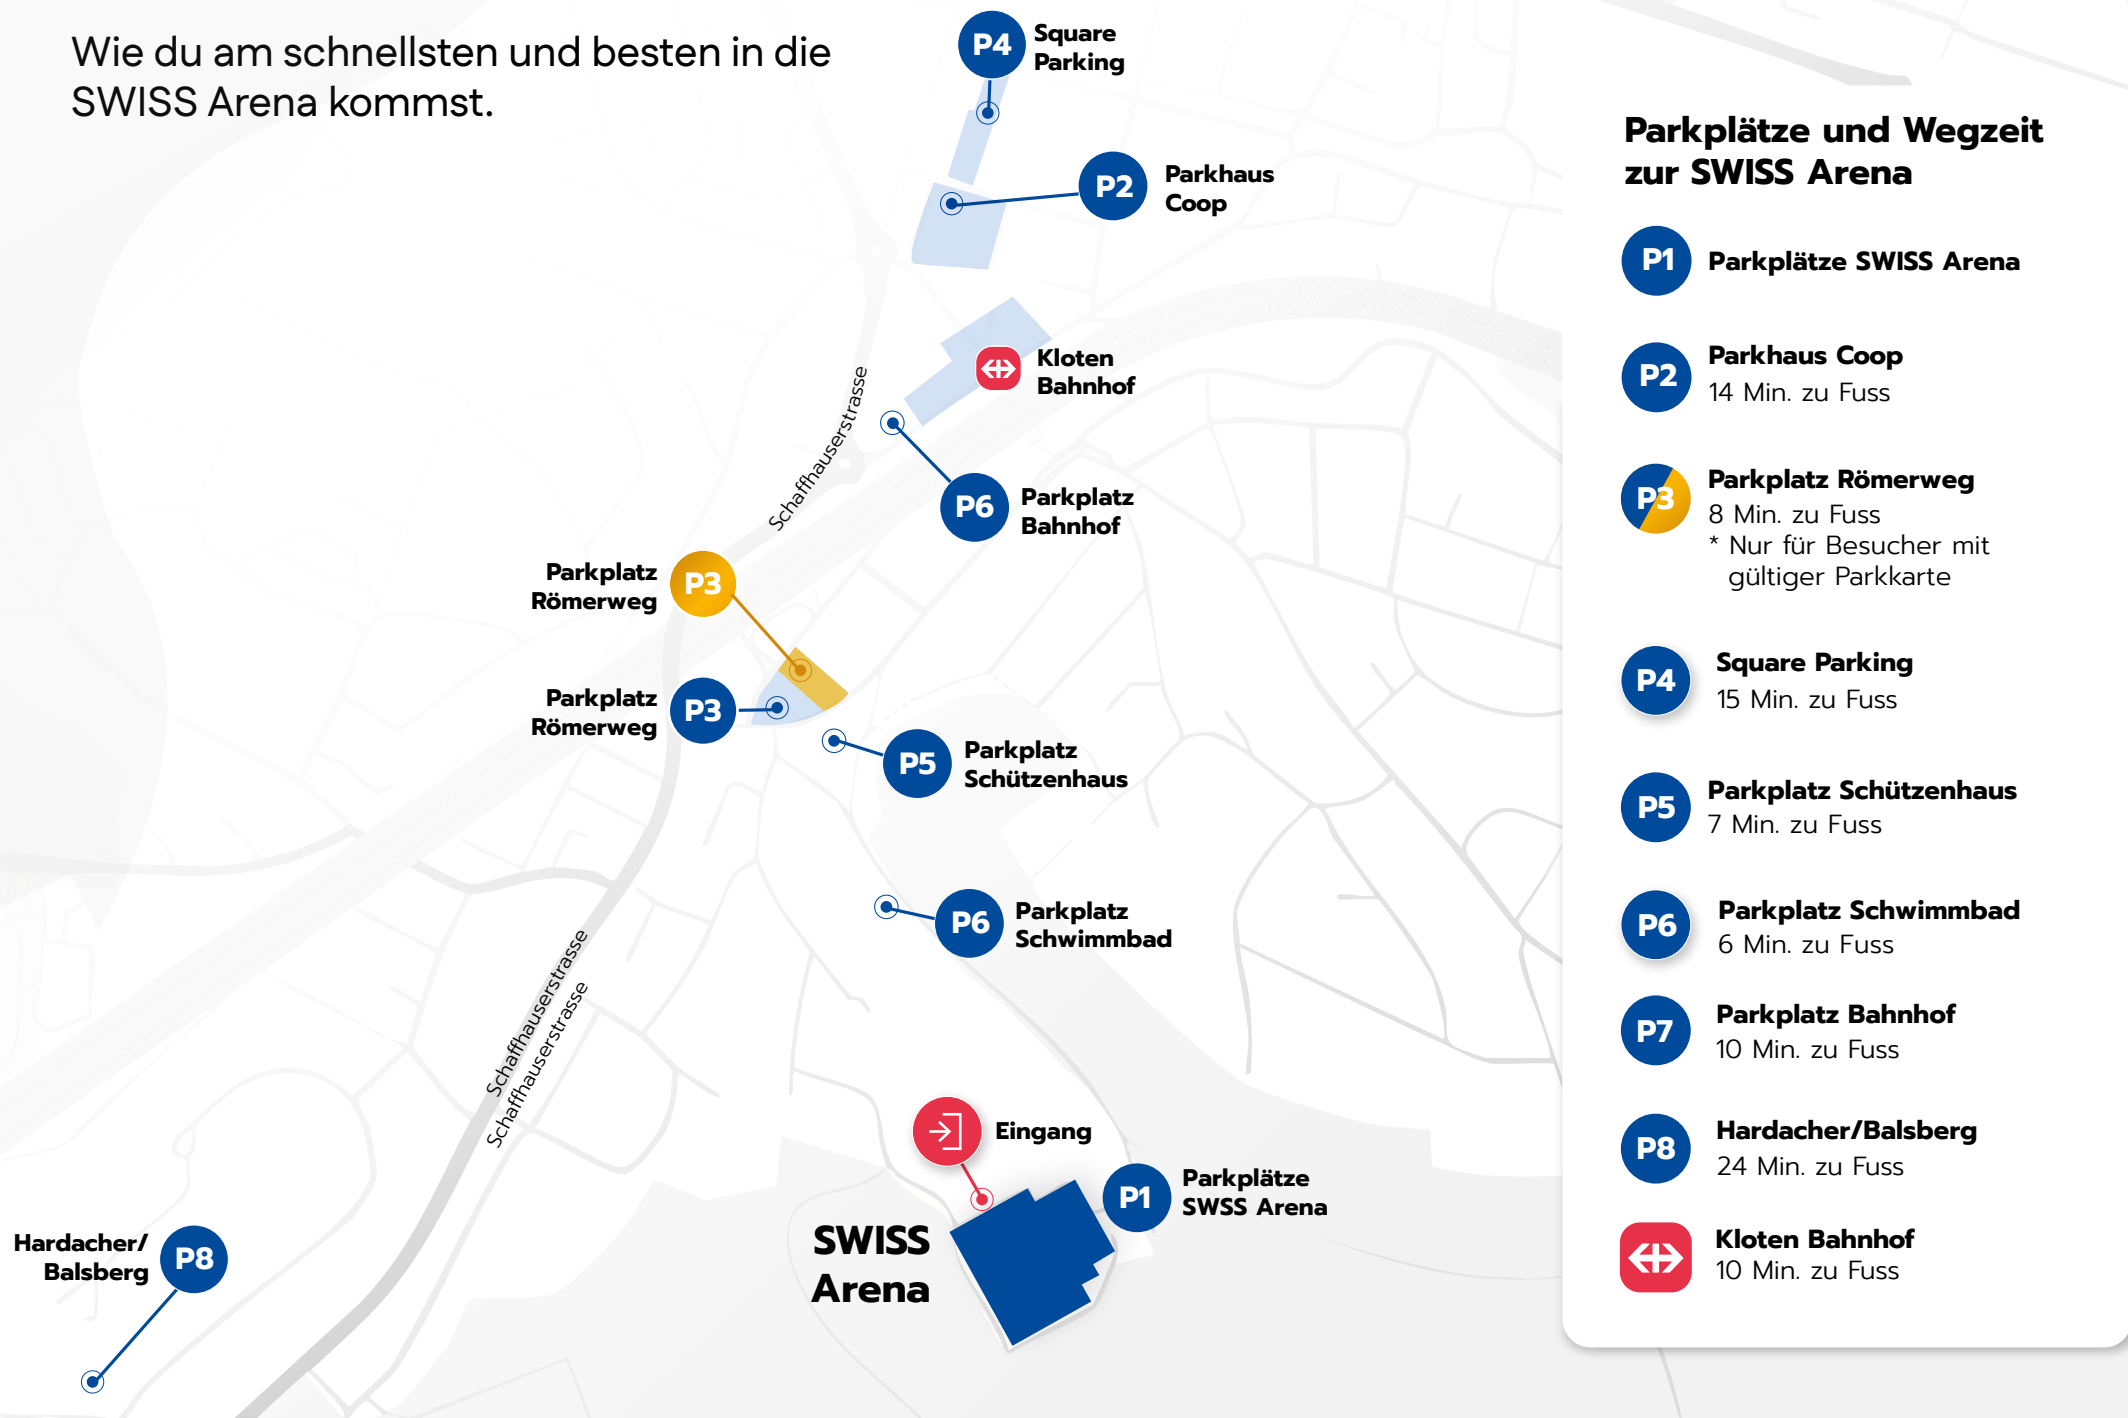 Wie du am schnellsten und besten in die
SWISS Arena kommst.
P4
Square
Parking
P2
Parkhaus
Coop
Kloten
Bahnhof
Schaffhauserstrasse
P6
Parkplatz
Bahnhof
Parkplatz
Römerweg
P3
Parkplatz
Römerweg
P3
P5
Parkplatz
Schützenhaus
P6
Parkplatz
Schwimmbad
Schaffhauserstrasse
Schaffhauserstrasse
Eingang
P1
Parkplätze
SWSS Arena
SWISS
Arena
Hardacher/
Balsberg
P8
Parkplätze und Wegzeit
zur SWISS Arena
P1
Parkplätze SWISS Arena
P2
Parkhaus Coop
14 Min. zu Fuss
P3
Parkplatz Römerweg
8 Min. zu Fuss
* Nur für Besucher mit
gültiger Parkkarte
P4
Square Parking
15 Min. zu Fuss
P5
Parkplatz Schützenhaus
7 Min. zu Fuss
P6
Parkplatz Schwimmbad
6 Min. zu Fuss
P7
Parkplatz Bahnhof
10 Min. zu Fuss
P8
Hardacher/Balsberg
24 Min. zu Fuss
Kloten Bahnhof
10 Min. zu Fuss